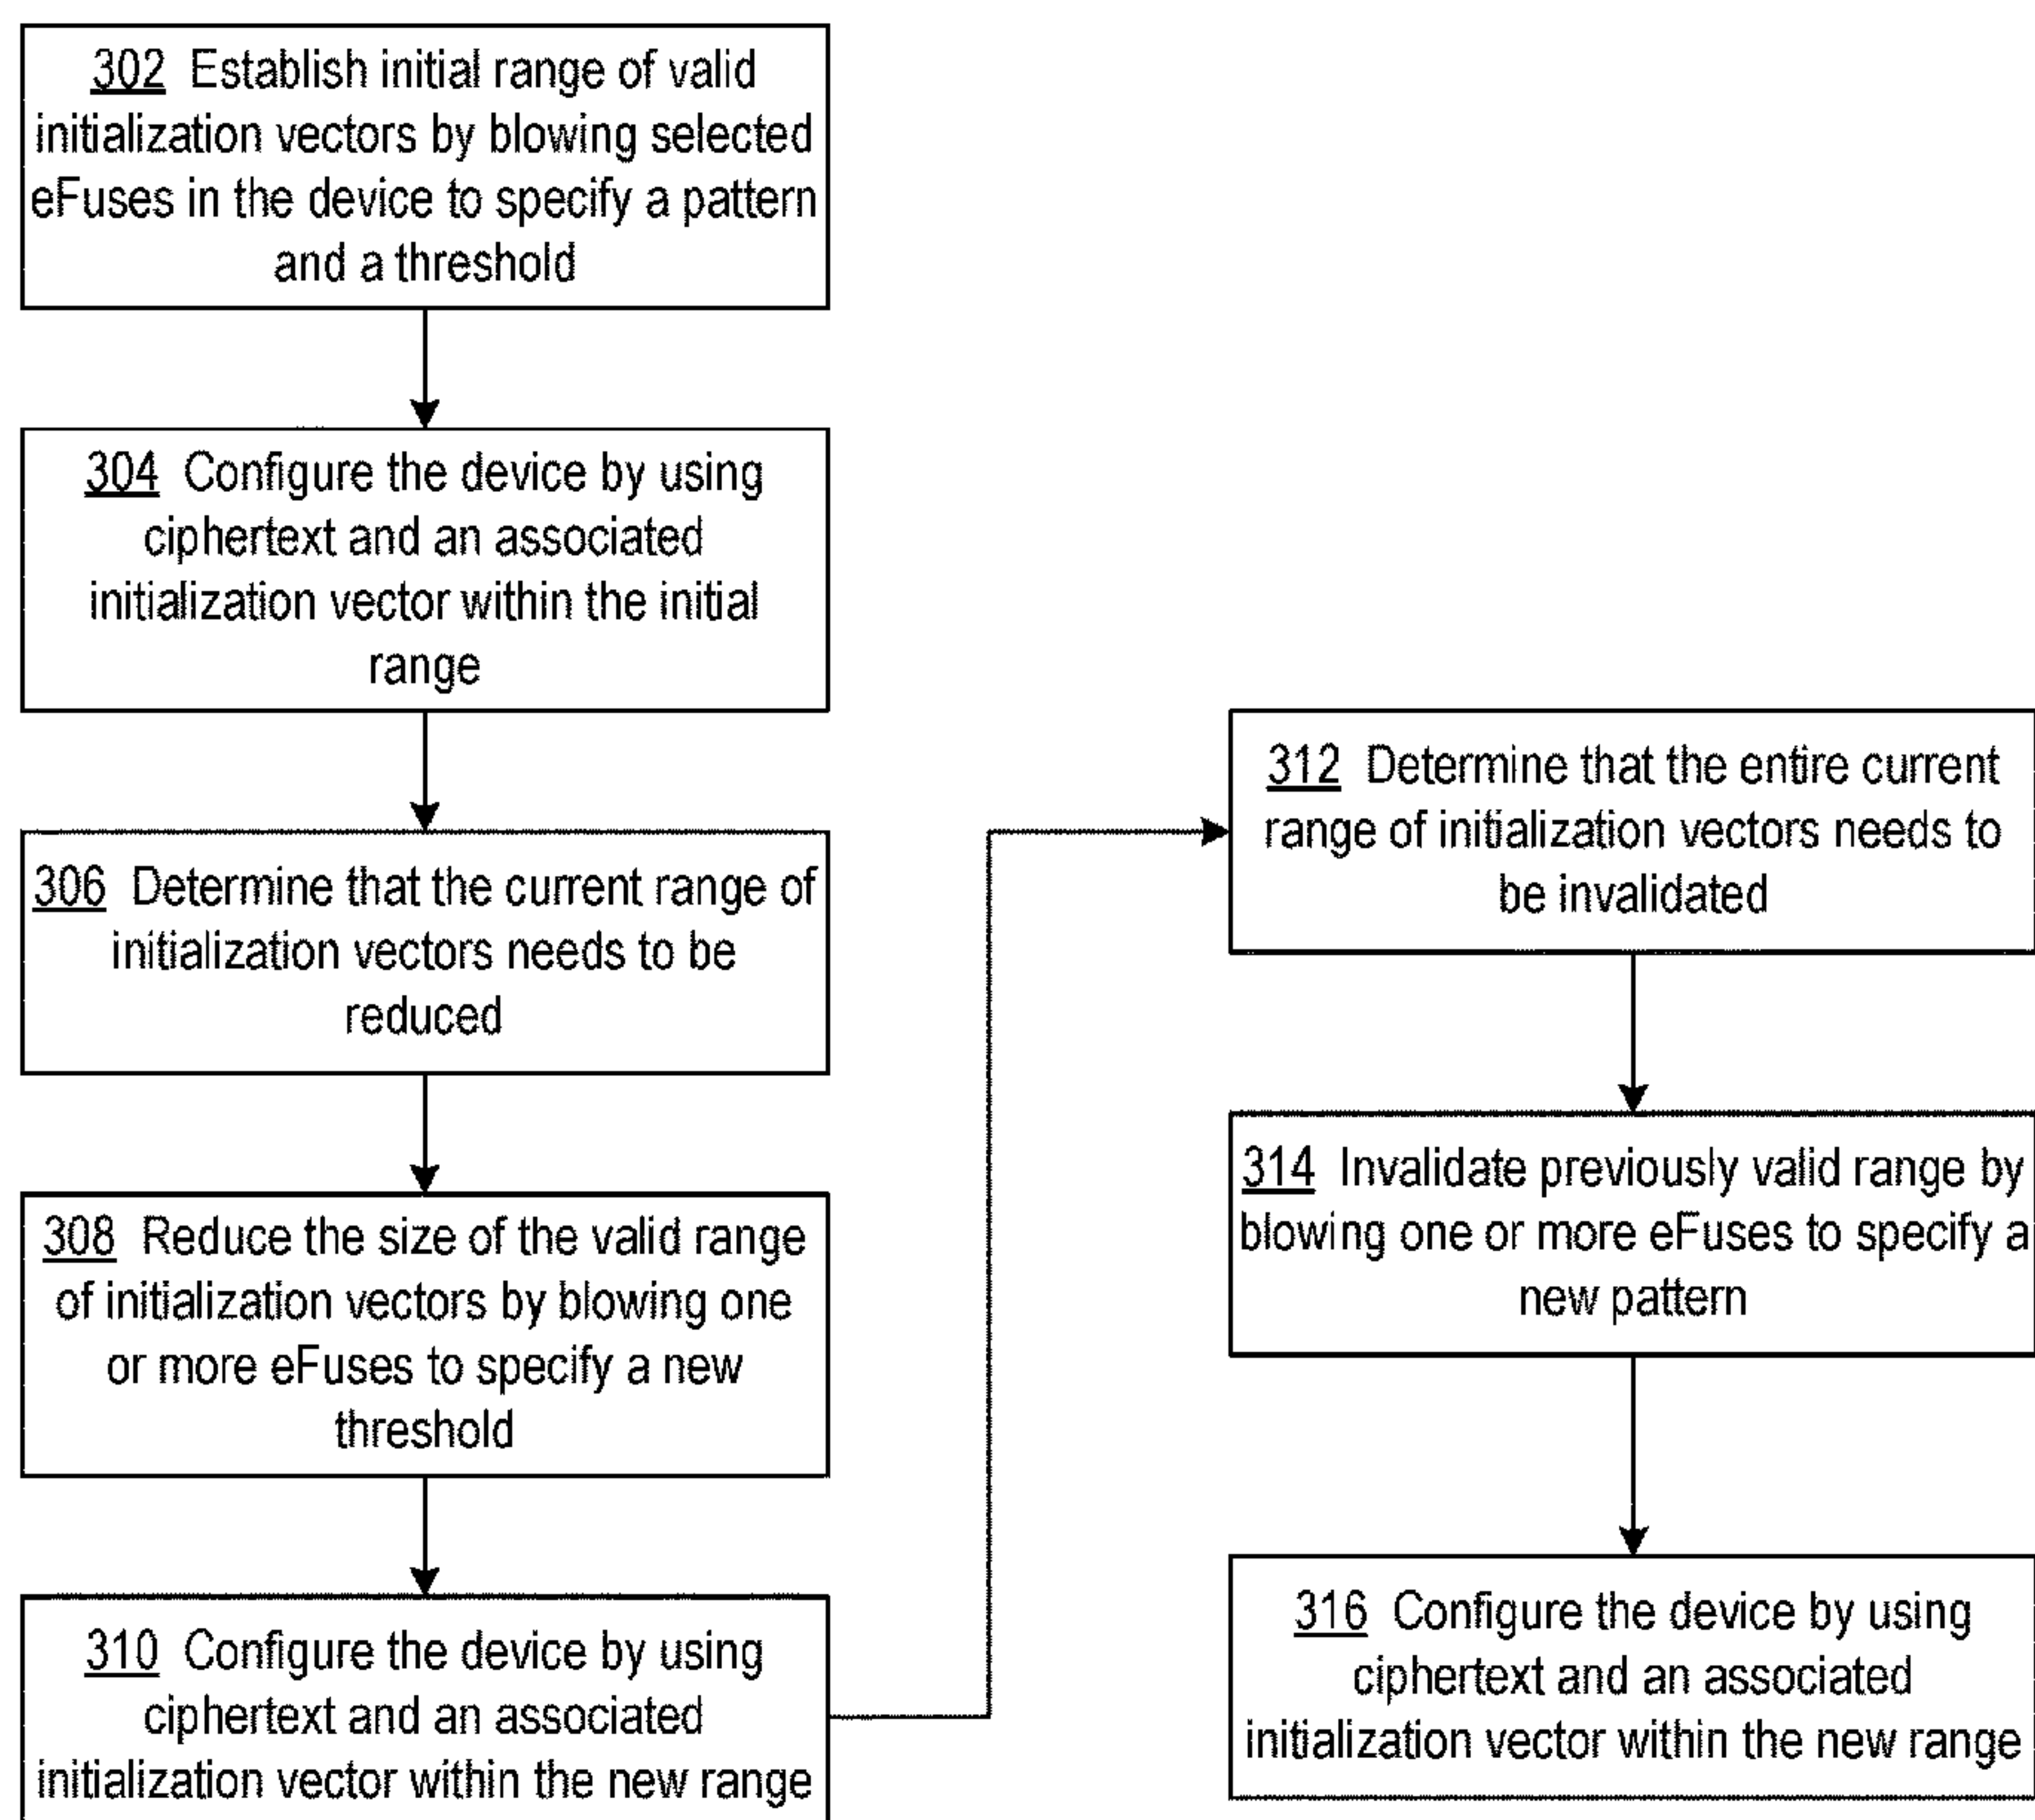 302 Establish initial range of valid
initialization vectors by blowing selected
eFuses in the device to specify a pattern
and a threshold
304 Configure the device by using
ciphertext and an associated
initialization vector within the initial
range
306 Determine that the current range of
initialization vectors needs to be
reduced
308 Reduce the size of the valid range
of initialization vectors by blowing one
or more eFuses to specify a new
threshold
310 Configure the device by using
ciphertext and an associated
initialization vector within the new range
312 Determine that the entire current
range of initialization vectors needs to
be invalidated
314 Invalidate previously valid range by
blowing one or more eFuses to specify a
new pattern
316 Configure the device by using
ciphertext and an associated
initialization vector within the new range